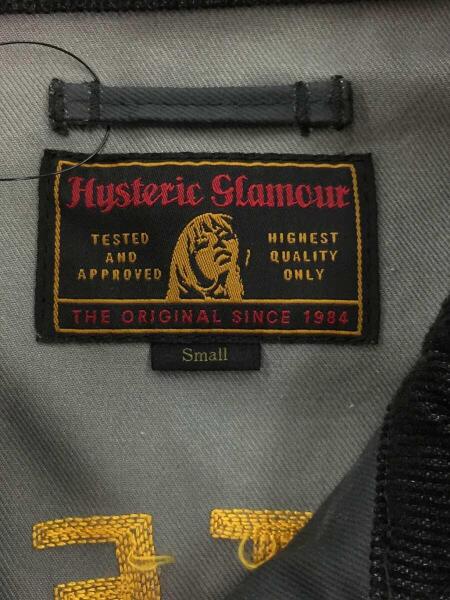 Hysteric Glamour
TESTED
AND
APPROVED
HIGHEST
QUALITY
ONLY
THE ORIGINAL SINCE 1984
Small